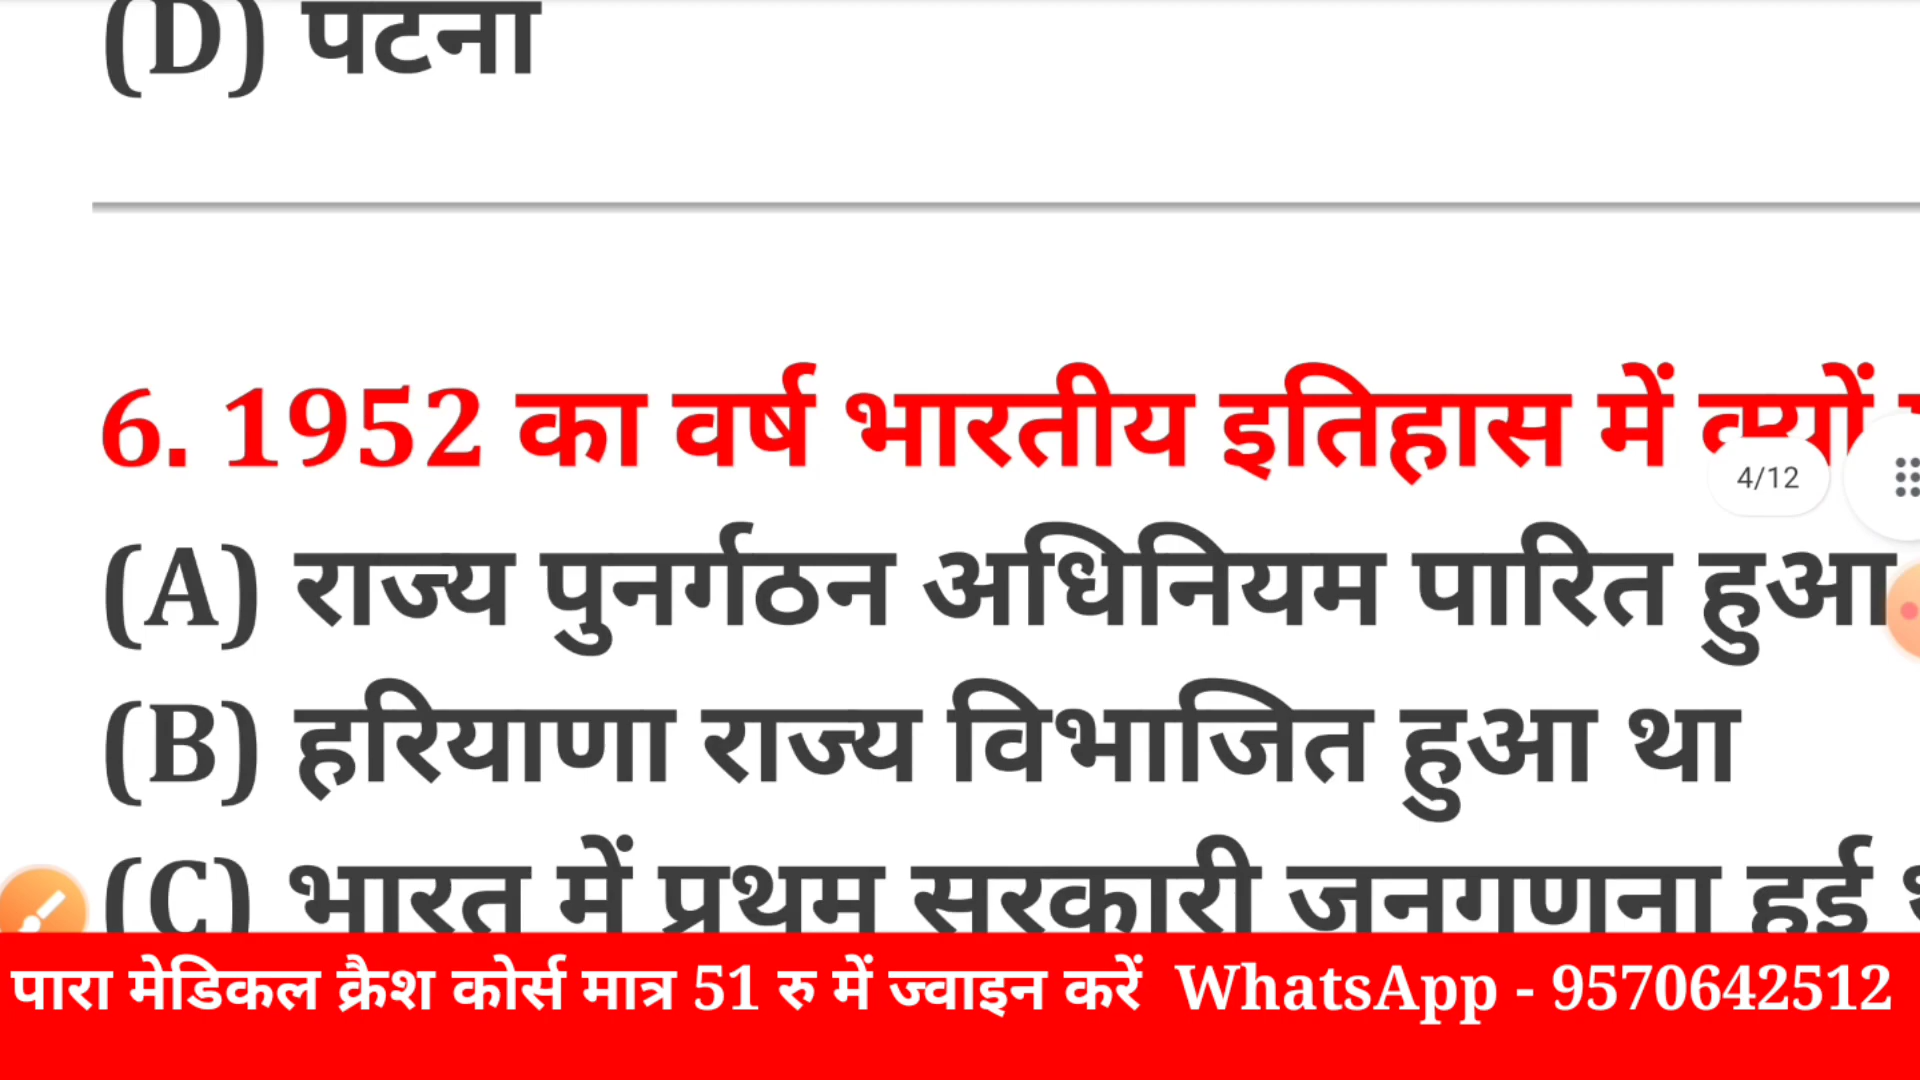 (D) पटना
6. 1952 का वर्ष भारतीय इतिहास में क्यों
4/12
(A) राज्य पुनर्गठन अधिनियम पारित हुआ
(B) हरियाणा राज्य विभाजित हुआ था
(C) भारत में प्रथम सरकारी जनगणना हुई
पारा मेडिकल क्रैश कोर्स मात्र 51 रु में ज्वाइन करें WhatsApp - 9570642512